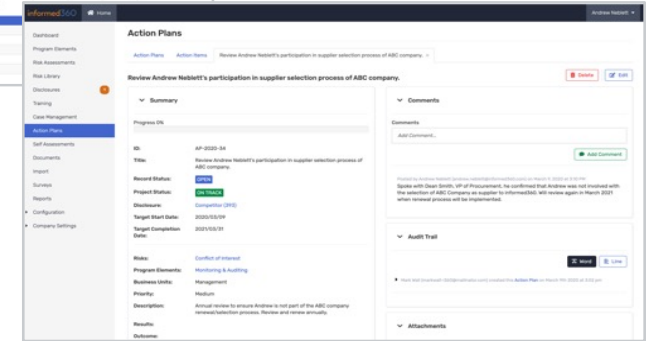 informed360
Home
Andrew Neblett
Dashboard
Program Elements
Risk Assessments
Risk Library
Disclosures
Training
Case Management
Action Plans
Self Assessments
Documents
Import
Surveys
Reports
Configuration
Company Settings
Action Plans
Action Plans Action Items Review Andrew Neblett's participation in supplier selection process of ABC company.
Review Andrew Neblett's participation in supplier selection process of ABC company.
Delete Edit
Summary
Progress 0%
ID: AP-2020-34
Title: Review Andrew Neblett's participation in supplier selection process of
ABC company.
Record Status: OPEN
Project Status: ON TRACK
Disclosure: Competitor (393)
Target Start Date: 2020/03/09
Target Completion 2021/03/31
Date:
Risks: Conflict of Interest
Program Elements: Monitoring & Auditing
Business Units: Management
Priority: Medium
Description: Annual review to ensure Andrew is not part of the ABC company
renewal/selection process. Review and renew annually.
Results:
Outcome:
Comments
Comments
Add Comment...
Add Comment
Spoke with Dean Smith, VP of Procurement, he confirmed that Andrew was not involved with
the selection of ABC Company as supplier to Informed360. Will review again in March 2021
when renewal process will be implemented.
Audit Trail
Word Line
created this Action Plan on March
Attachments